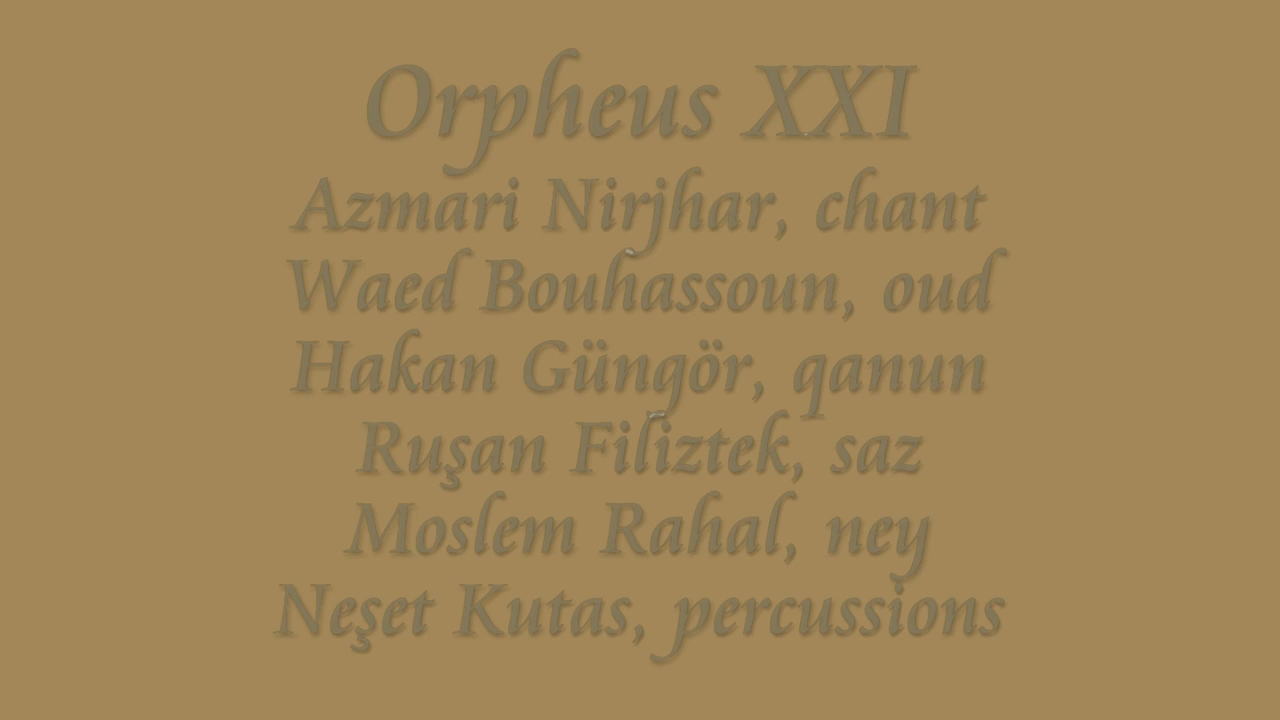 Orpheus XXI
Azmari Nirjhar, chant
Waed Bouhassoun, oud
Hakan Güngör, qanun
Ruşan Filiztek, saz
Moslem Rahal, ney
Neşet Kutas, percussions